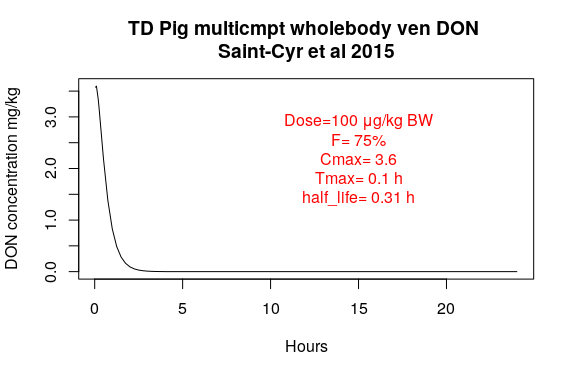 TD Pig multicmpt wholebody ven DON
Saint-Cyr et al 2015
DON concentration mg/kg
3.0
2.0
1.0
0.0
Dose=100 µg/kg BW
F= 75%
Cmax= 3.6
Tmax= 0.1 h
half_life= 0.31 h
0 5 10 15 20
Hours